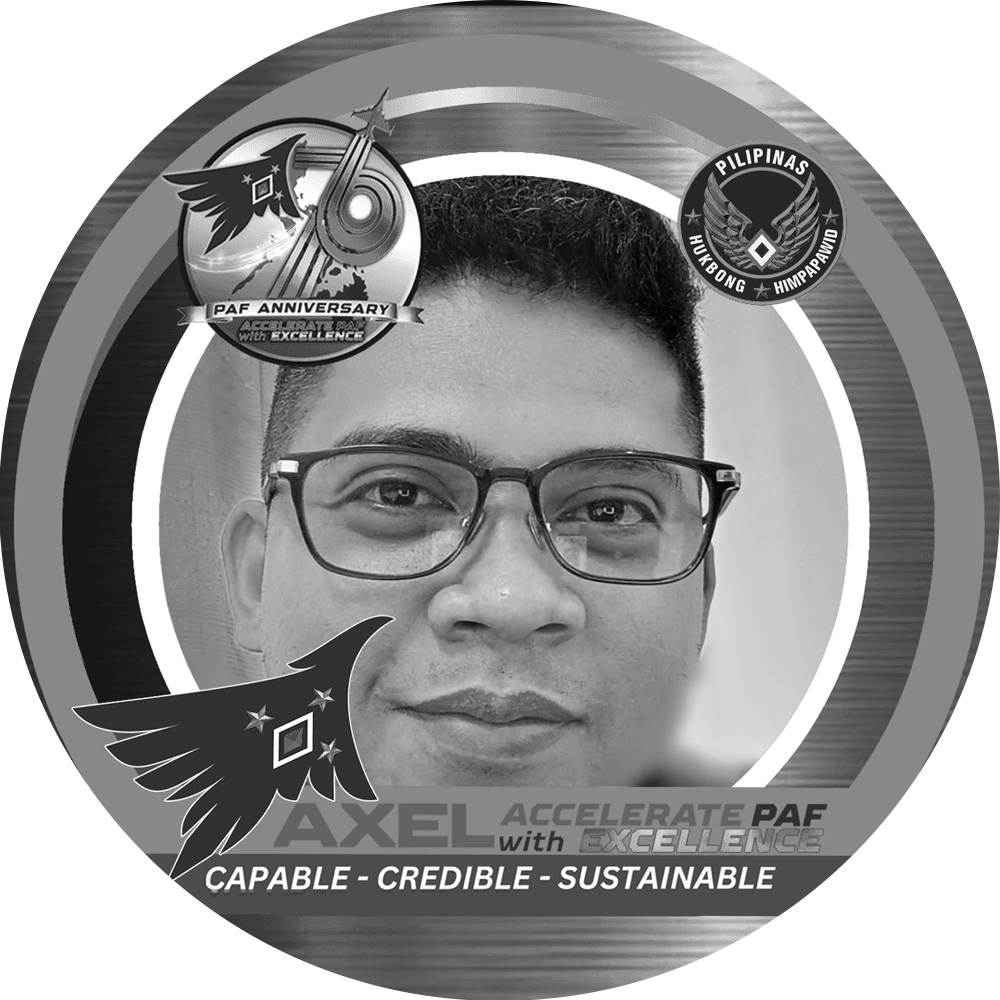 PILIPINAS
HUKBONG HIMPAPAWID
PAF ANNIVERSARY
ACCELERATE PAF
with EXCELLENCE
AXEL
ACCELERATE PAF
with EXCELLENCE
CAPABLE - CREDIBLE - SUSTAINABLE